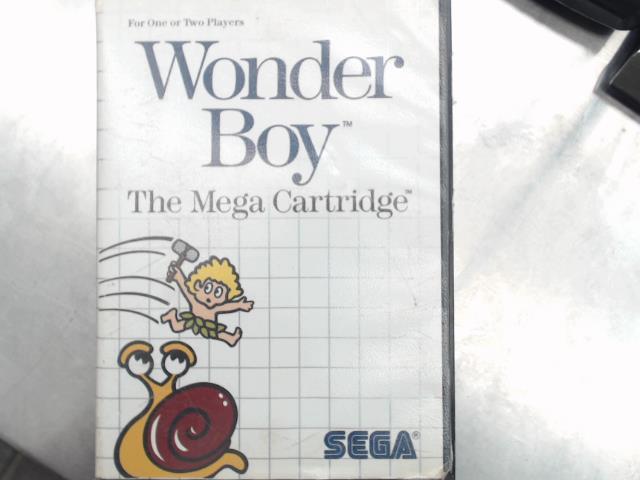 For One or Two Players
Wonder
Boy™
The Mega Cartridge™
SEGA®